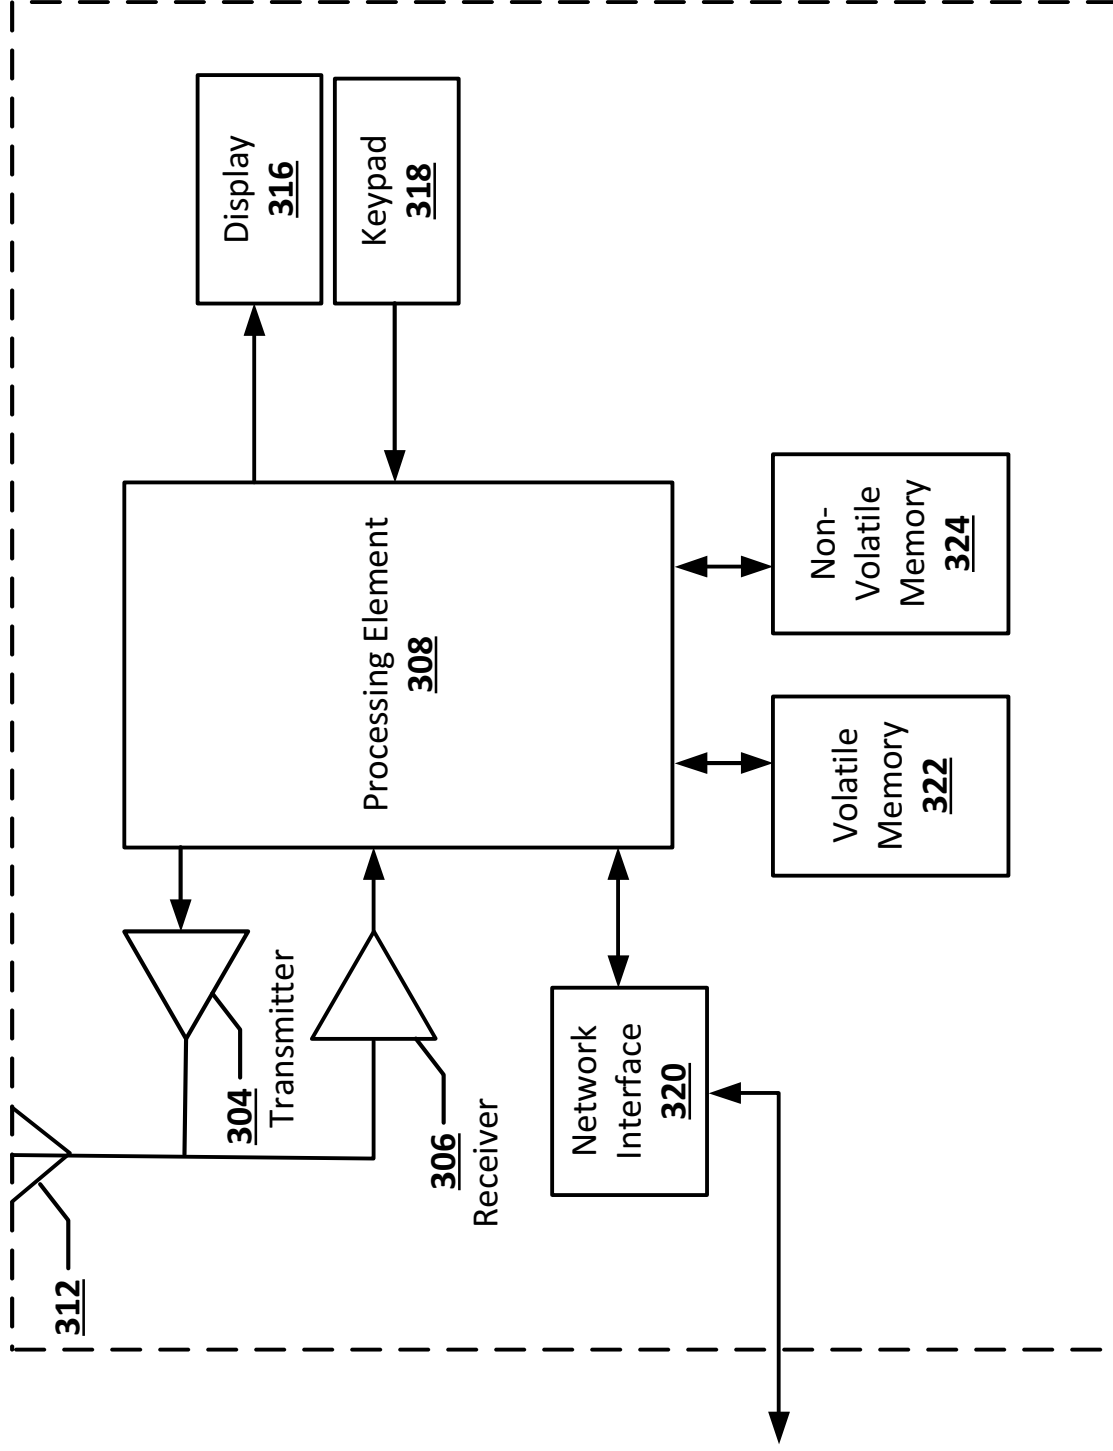 312
304
Transmitter
306
Receiver
Network
Interface
320
Processing Element
308
Display
316
Keypad
318
Volatile
Memory
322
Non-
Volatile
Memory
324